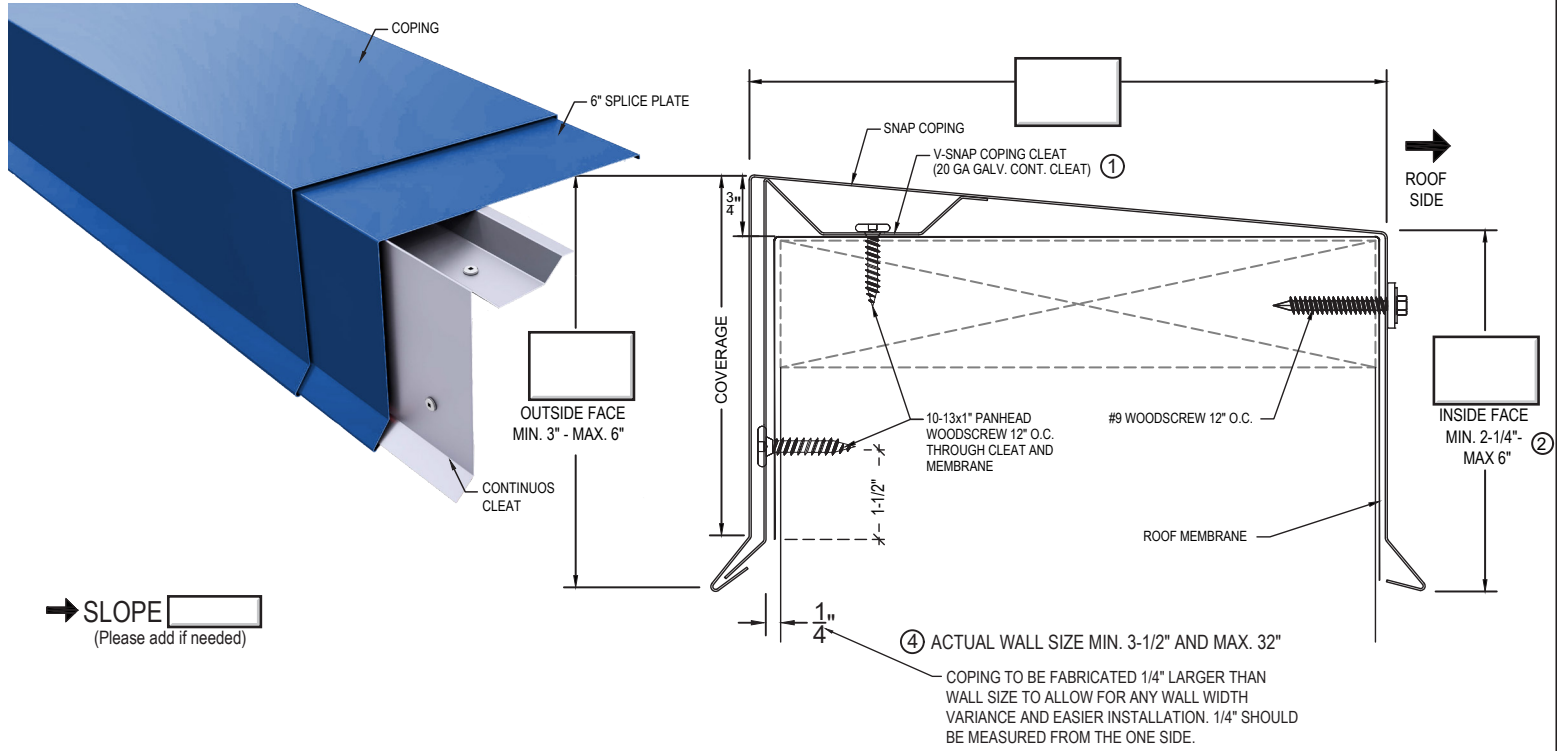 COPING
6" SPLICE PLATE
SNAP COPING
V-SNAP COPING CLEAT
(20 GA GALV. CONT. CLEAT) ①
ROOF
SIDE
3/4"
COVERAGE
OUTSIDE FACE
MIN. 3" - MAX. 6"
10-13x1" PANHEAD
WOODSCREW 12" O.C.
THROUGH CLEAT AND
MEMBRANE
#9 WOODSCREW 12" O.C.
INSIDE FACE
MIN. 2-1/4"-
MAX 6" ②
CONTINUOS
CLEAT
1-1/2"
ROOF MEMBRANE
SLOPE
(Please add if needed)
1/4"
④ ACTUAL WALL SIZE MIN. 3-1/2" AND MAX. 32"
COPING TO BE FABRICATED 1/4" LARGER THAN
WALL SIZE TO ALLOW FOR ANY WALL WIDTH
VARIANCE AND EASIER INSTALLATION. 1/4" SHOULD
BE MEASURED FROM THE ONE SIDE.